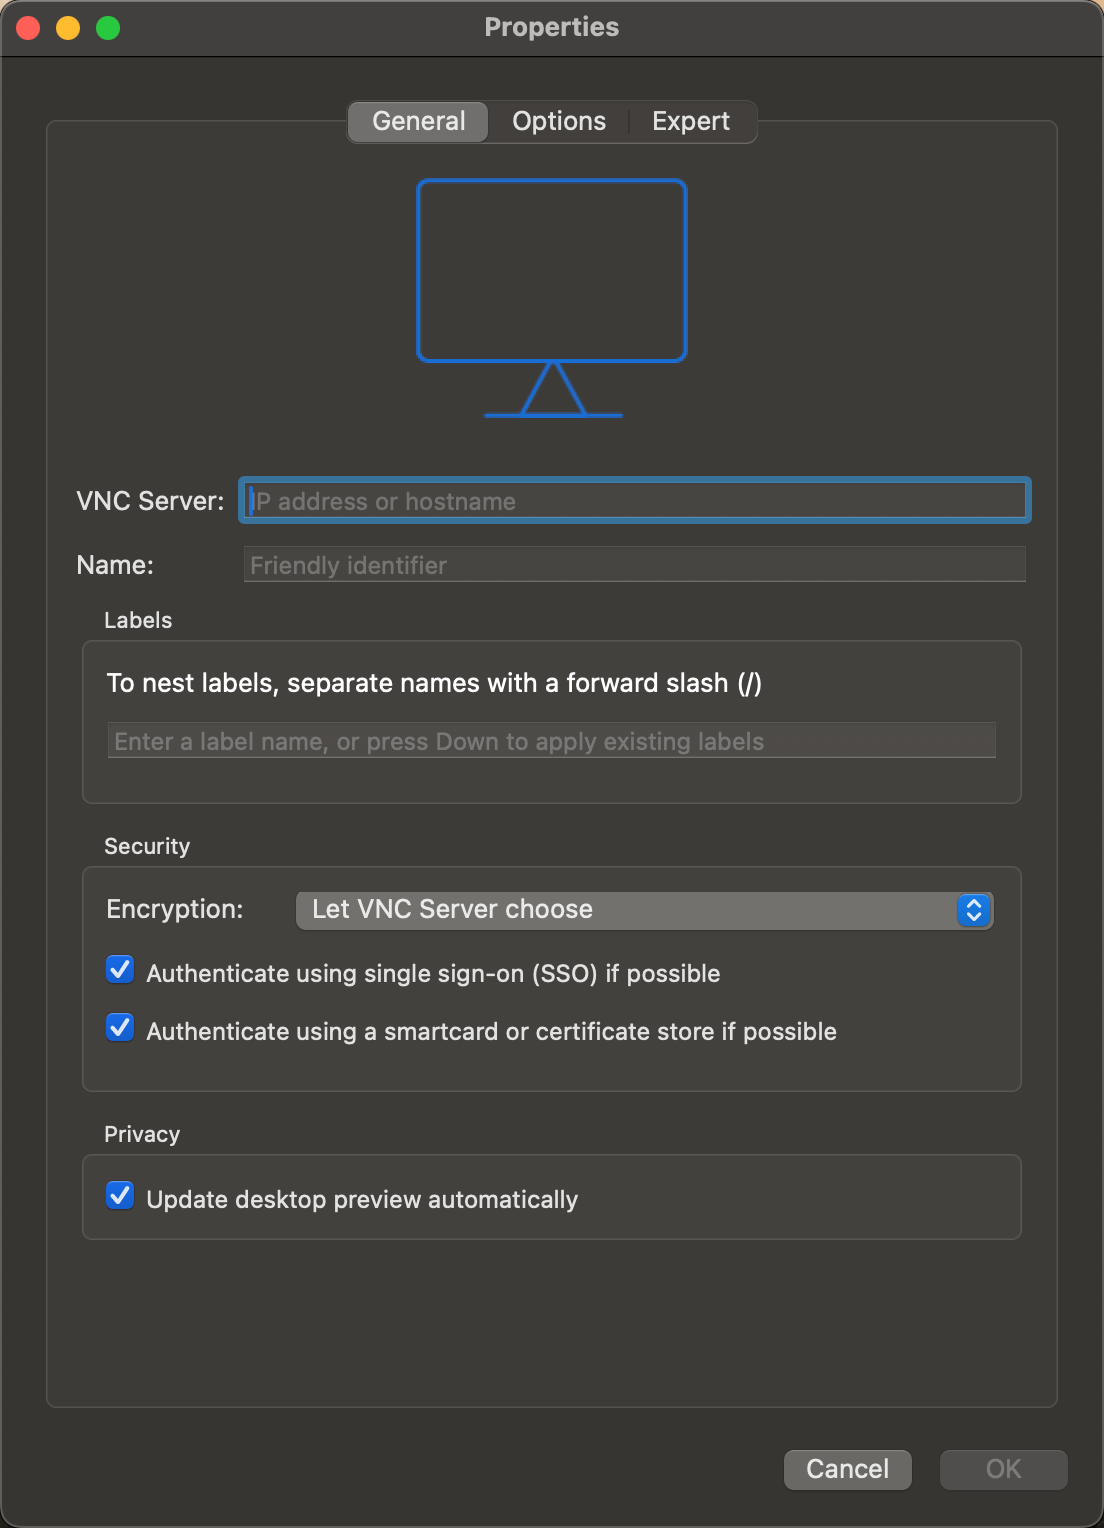 Properties
General Options Expert
VNC Server: IP address or hostname
Name: Friendly identifier
Labels
To nest labels, separate names with a forward slash (/)
Enter a label name, or press Down to apply existing labels
Security
Encryption: Let VNC Server choose
Authenticate using single sign-on (SSO) if possible
Authenticate using a smartcard or certificate store if possible
Privacy
Update desktop preview automatically
Cancel OK